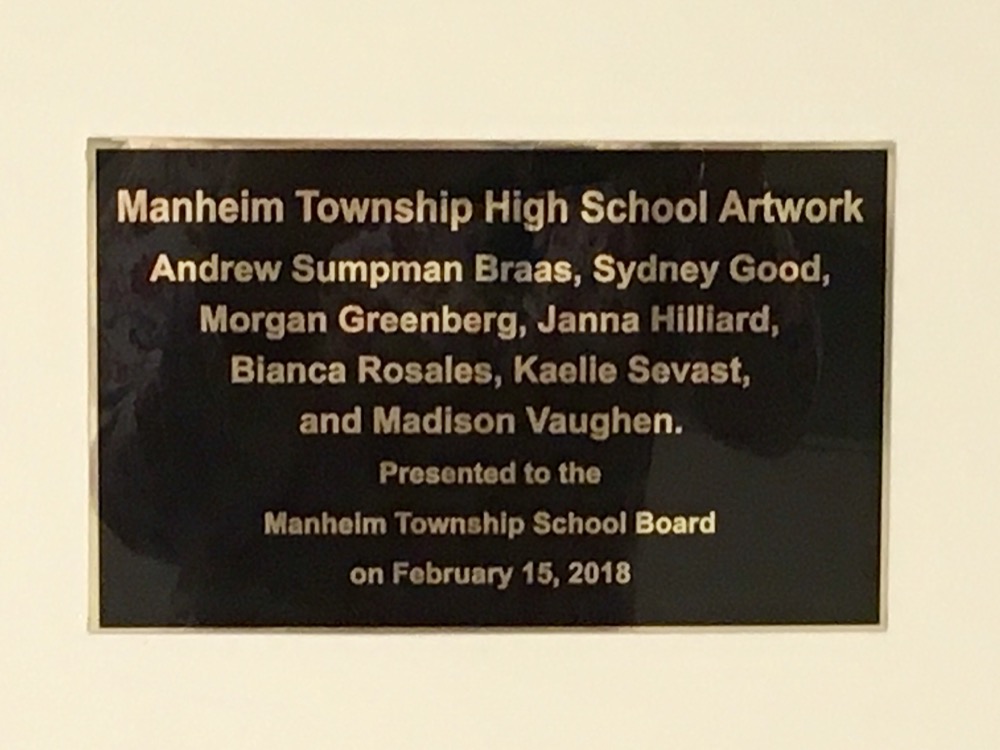 Manheim Township High School Artwork
Andrew Sumpman Braas, Sydney Good,
Morgan Greenberg, Janna Hilliard,
Bianca Rosales, Kaelie Sevast,
and Madison Vaughen.
Presented to the
Manheim Township School Board
on February 15, 2018